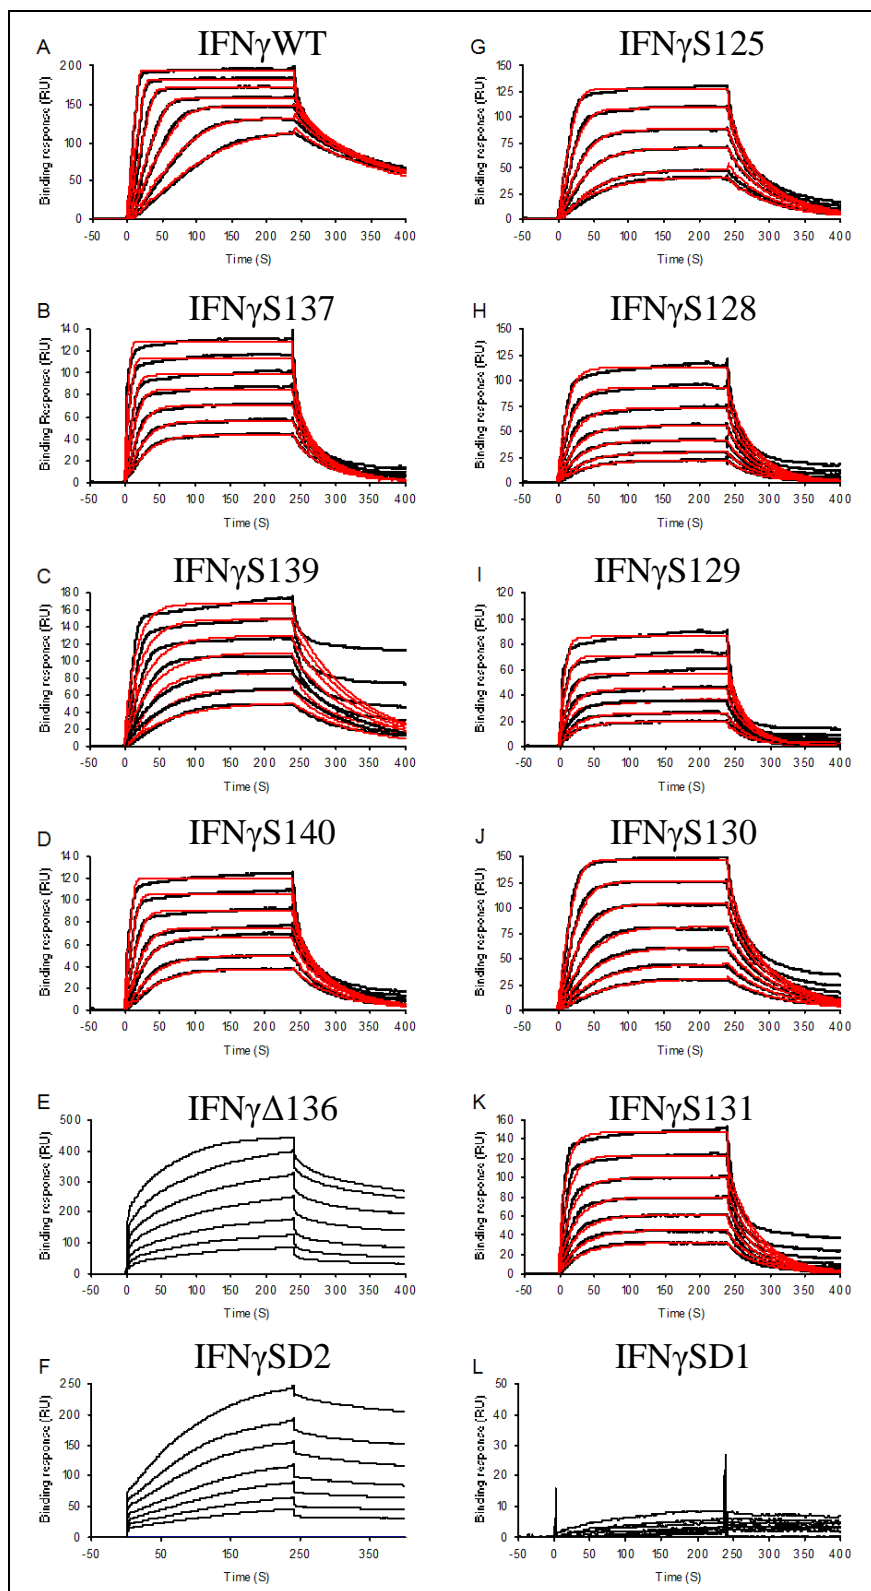 A IFNγWT
Binding response (RU)
200
150
100
50
0
-50 0 50 100 150 200 250 300 350 400
Time (S)
G IFNγS125
Binding response (RU)
150
125
100
75
50
25
0
-50 0 50 100 150 200 250 300 350 400
Time (S)
B IFNγS137
Binding Response (RU)
140
120
100
80
60
40
20
0
-50 0 50 100 150 200 250 300 350 400
Time (S)
H IFNγS128
Binding response (RU)
150
125
100
75
50
25
0
-50 0 50 100 150 200 250 300 350 400
Time (S)
C IFNγS139
Binding response (RU)
180
160
140
120
100
80
60
40
20
0
-50 0 50 100 150 200 250 300 350 400
Time (S)
I IFNγS129
Binding response (RU)
120
100
80
60
40
20
0
-50 0 50 100 150 200 250 300 350 400
Time (S)
D IFNγS140
Binding response (RU)
140
120
100
80
60
40
20
0
-50 0 50 100 150 200 250 300 350 400
Time (S)
J IFNγS130
Binding response (RU)
150
125
100
75
50
25
0
-50 0 50 100 150 200 250 300 350 400
Time (S)
E IFNγΔ136
Binding response (RU)
500
400
300
200
100
0
-50 0 50 100 150 200 250 300 350 400
Time (S)
K IFNγS131
Binding response (RU)
160
140
120
100
80
60
40
20
0
-50 0 50 100 150 200 250 300 350 400
Time (S)
F IFNγSD2
Binding response (RU)
250
200
150
100
50
0
-50 50 150 250 350
Time (S)
L IFNγSD1
Binding response (RU)
50
40
30
20
10
0
-50 0 50 100 150 200 250 300 350 400
Time (S)